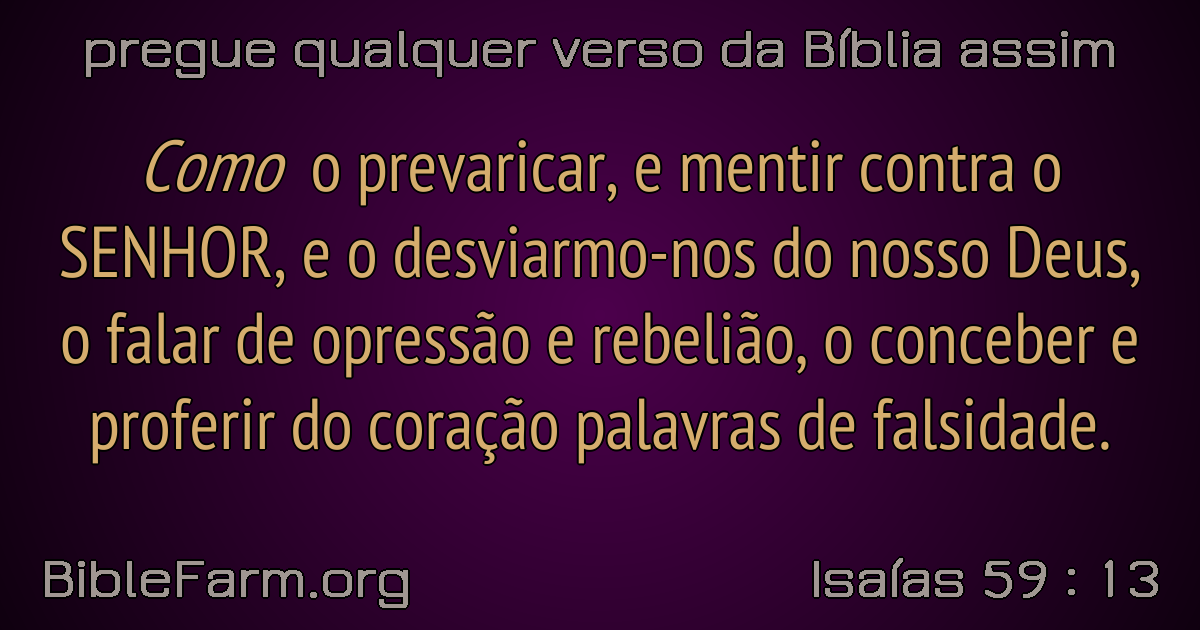 pregue qualquer verso da Bíblia assim
Como o prevaricar, e mentir contra o
SENHOR, e o desviarmo-nos do nosso Deus,
o falar de opressão e rebelião, o conceber e
proferir do coração palavras de falsidade.
BibleFarm.org
Isaías 59 : 13